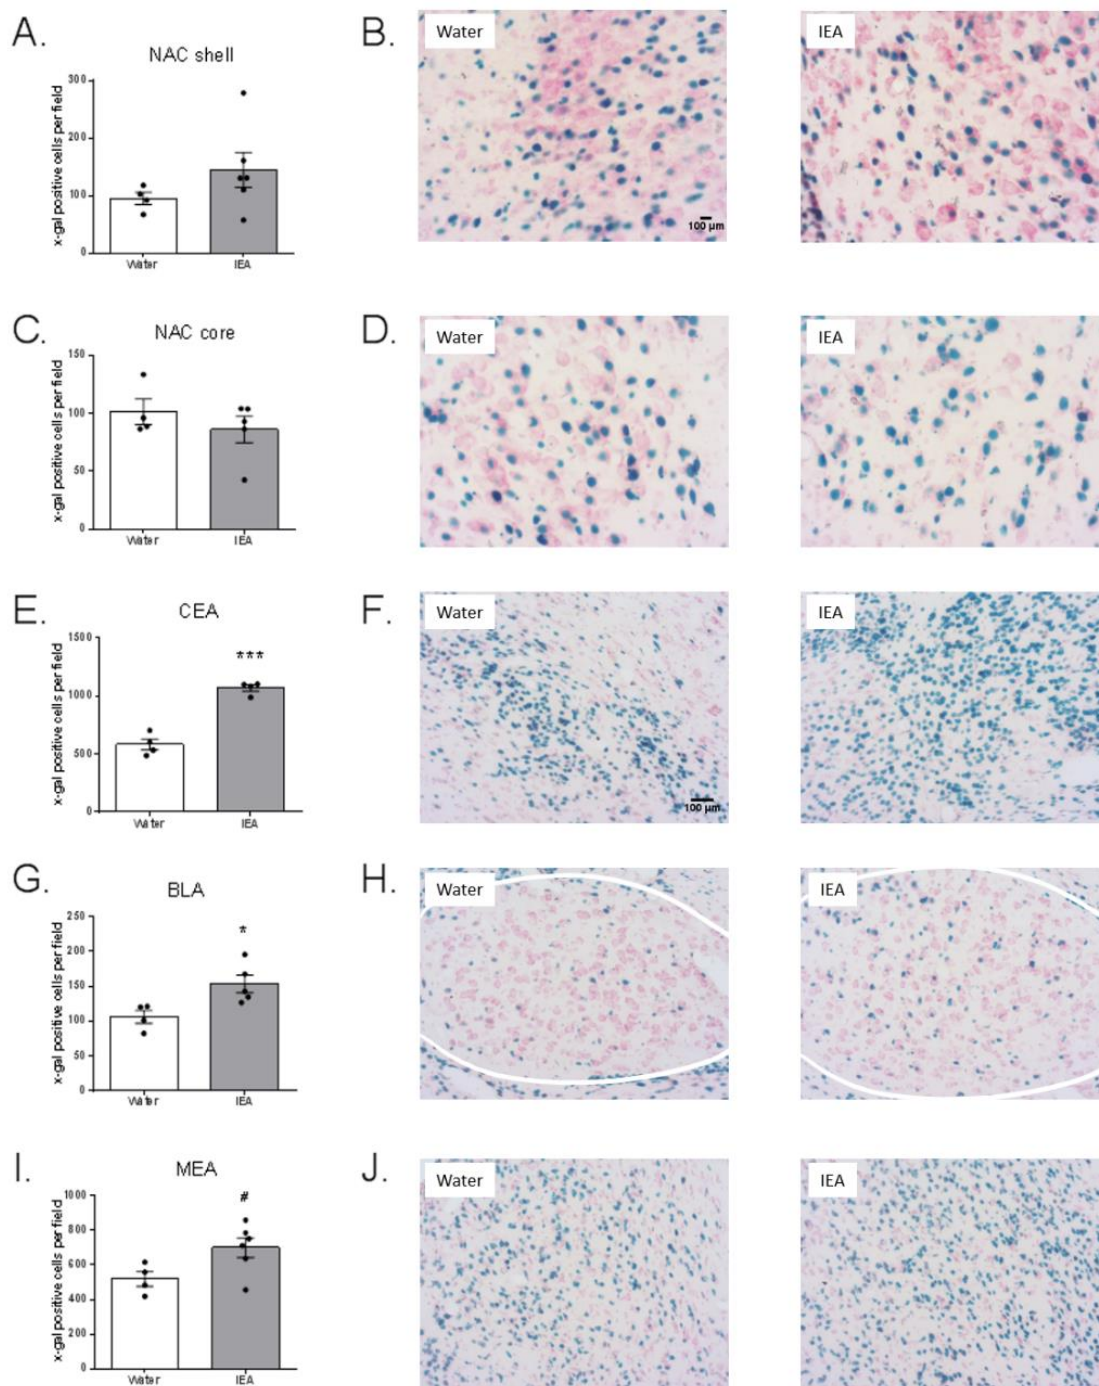 A.
NAC shell
x-gal positive cells per field
300
200
100
0
Water
IEA
B.
Water
100 µm
IEA
C.
NAC core
x-gal positive cells per field
150
100
50
0
Water
IEA
D.
Water
IEA
E.
CEA
x-gal positive cells per field
1500
1000
500
0
***
Water
IEA
F.
Water
100 µm
IEA
G.
BLA
x-gal positive cells per field
250
200
150
100
50
0
*
Water
IEA
H.
Water
IEA
I.
MEA
x-gal positive cells per field
1000
800
600
400
200
0
#
Water
IEA
J.
Water
IEA